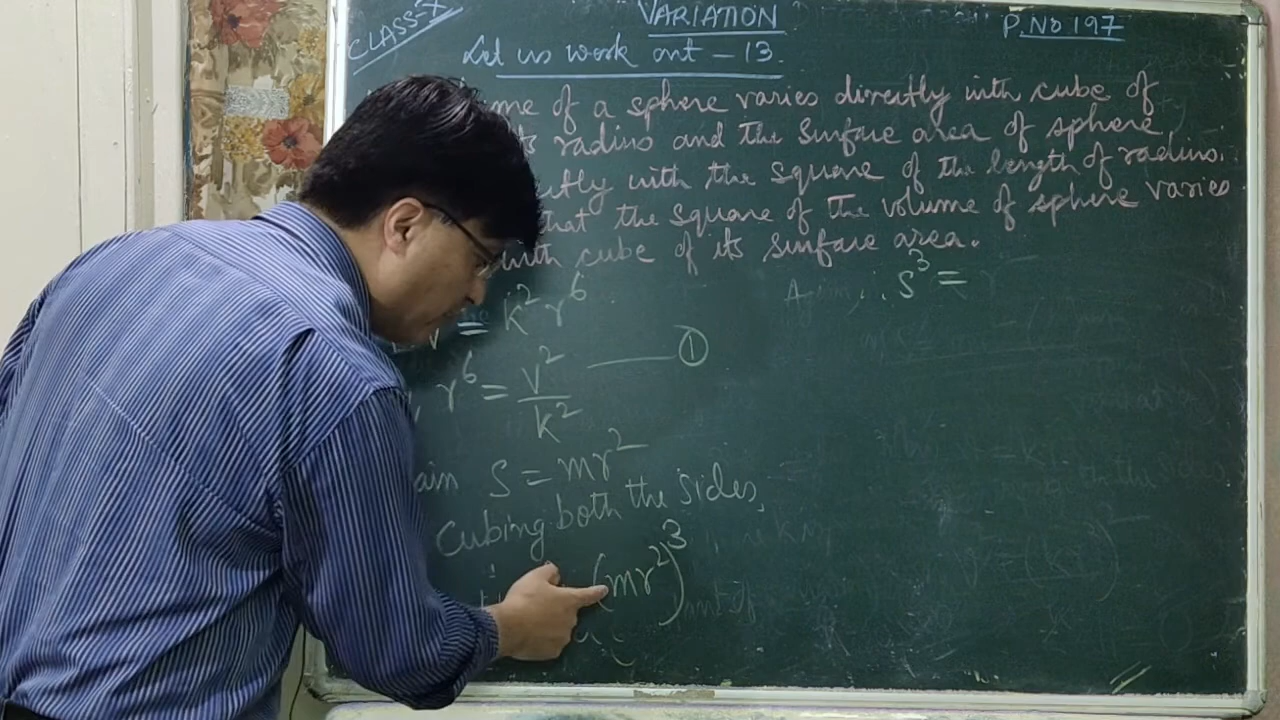 CLASS-X
VARIATION
P. No 197
Let us work out - 13.
me of a sphere varies directly with cube of
radius and the surface area of sphere
with the square of the length of radius.
that the square of the volume of sphere varies
with cube of its surface area.
= k² r⁶
r⁶ = V²/k² ——— ①
S = mr²
Cubing both the sides,
(mr²)³
S³ =